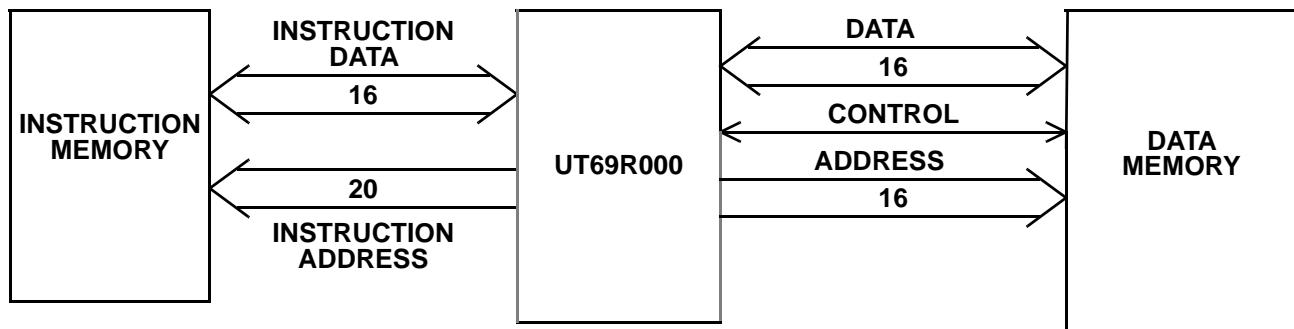 INSTRUCTION
MEMORY
INSTRUCTION
DATA
16
20
INSTRUCTION
ADDRESS
UT69R000
DATA
16
CONTROL
ADDRESS
16
DATA
MEMORY